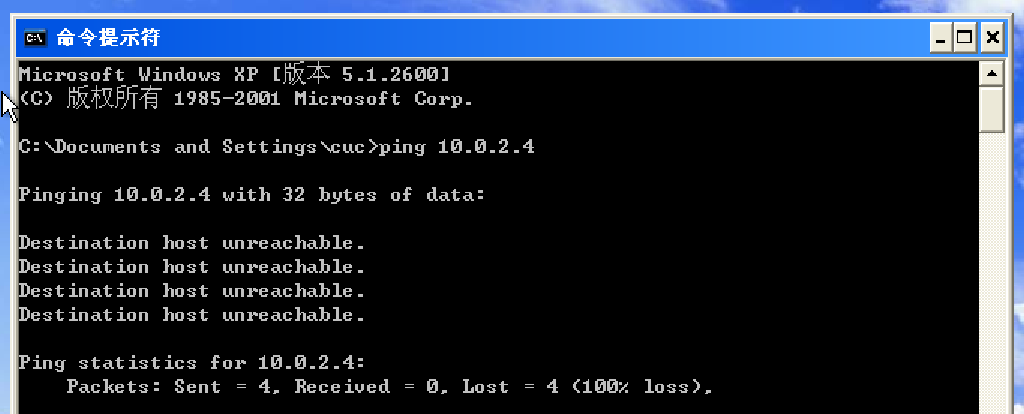 C:\
命令提示符
Microsoft Windows XP [版本 5.1.2600]
(C) 版权所有 1985-2001 Microsoft Corp.
C:\Documents and Settings\cuc>ping 10.0.2.4
Pinging 10.0.2.4 with 32 bytes of data:
Destination host unreachable.
Destination host unreachable.
Destination host unreachable.
Destination host unreachable.
Ping statistics for 10.0.2.4:
Packets: Sent = 4, Received = 0, Lost = 4 (100% loss),